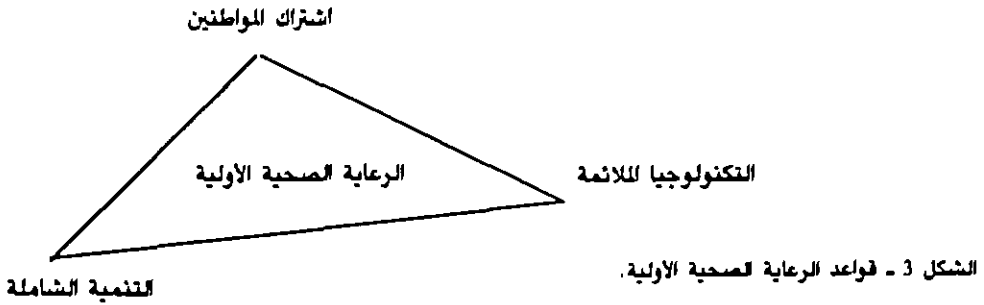 اشتراك المواطنين
الرعاية الصحية الأولية
التكنولوجيا الملائمة
التنمية الشاملة
الشكل 3 ـ قواعد الرعاية الصحية الأولية.